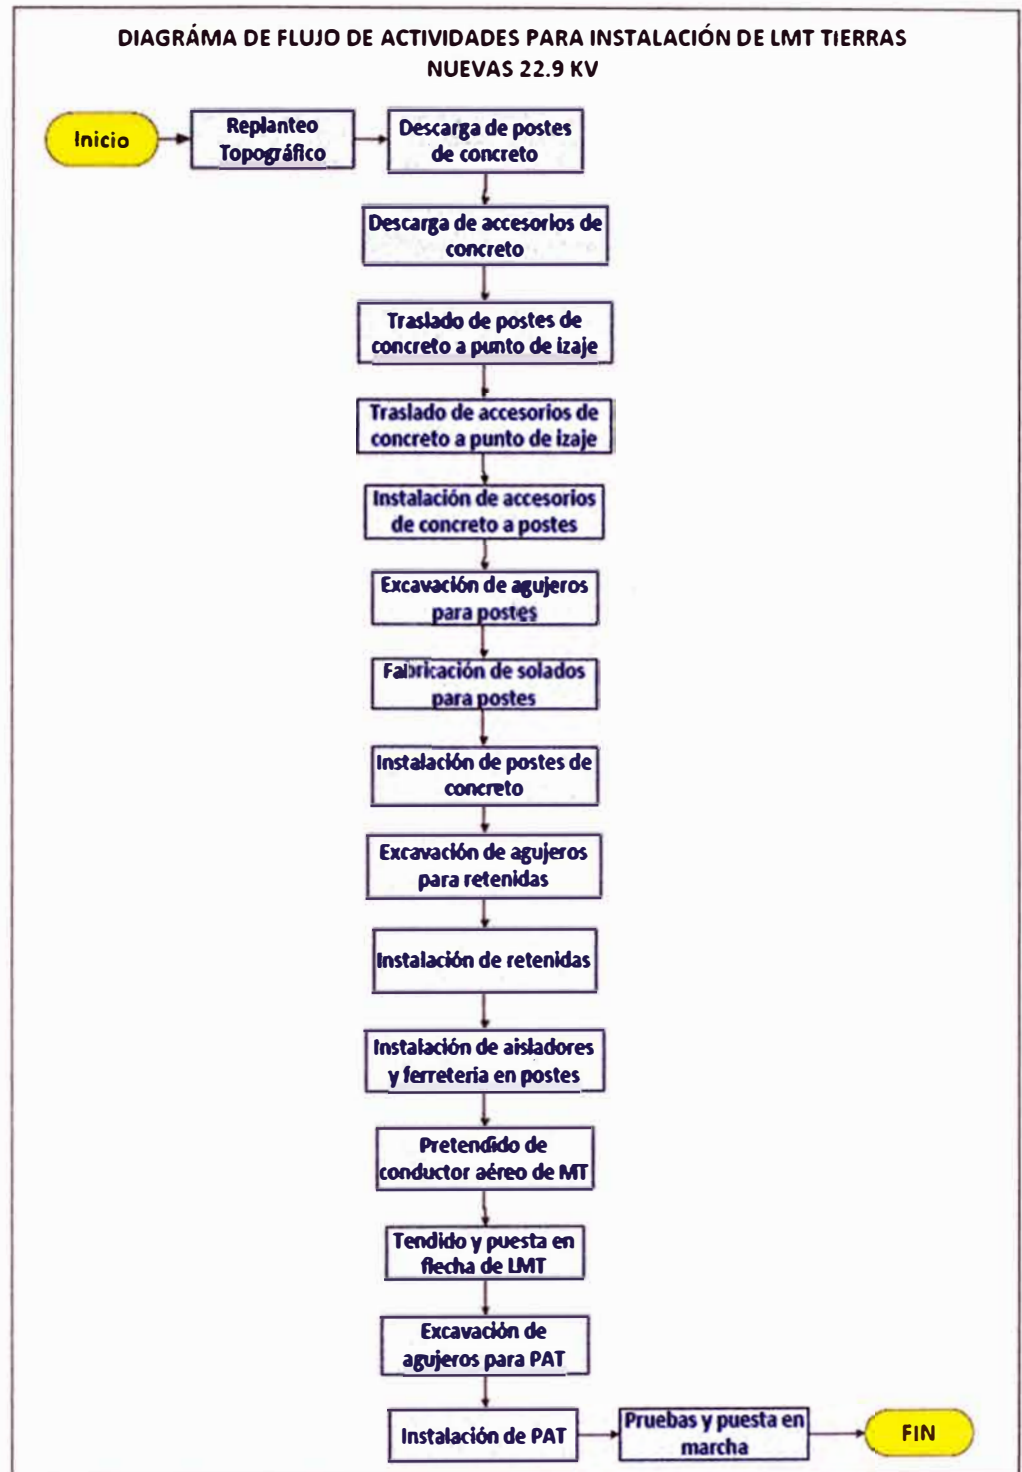 DIAGRÁMA DE FLUJO DE ACTIVIDADES PARA INSTALACIÓN DE LMT TIERRAS
NUEVAS 22.9 KV
Inicio
Replanteo
Topográfico
Descarga de postes
de concreto
Descarga de accesorios de
concreto
Traslado de postes de
concreto a punto de izaje
Traslado de accesorios de
concreto a punto de izaje
Instalación de accesorios
de concreto a postes
Excavación de agujeros
para postes
Fabricación de solados
para postes
Instalación de postes de
concreto
Excavación de agujeros
para retenidas
Instalación de retenidas
Instalación de aisladores
y ferreteria en postes
Pretendido de
conductor aéreo de MT
Tendido y puesta en
flecha de LMT
Excavación de
agujeros para PAT
Instalación de PAT
Pruebas y puesta en
marcha
FIN